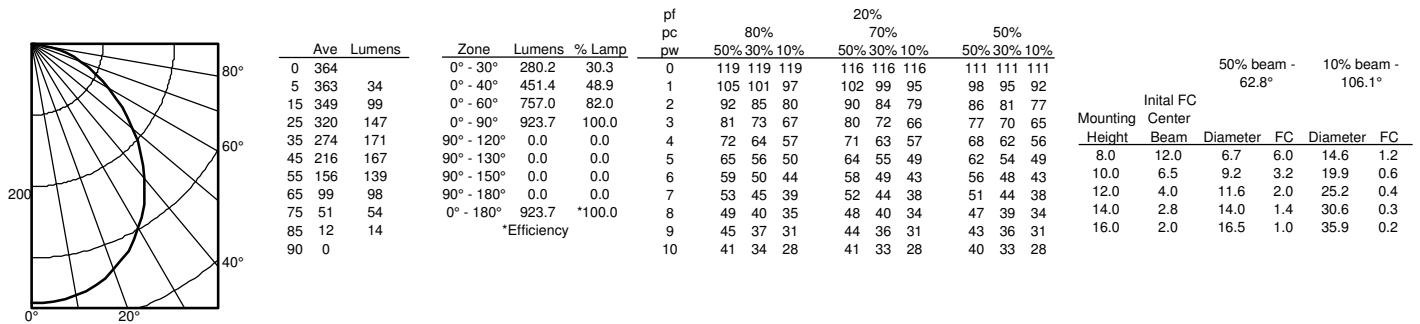 80°
60°
200
40°
0° 20°
Ave Lumens
0 364
5 363 34
15 349 99
25 320 147
35 274 171
45 216 167
55 156 139
65 99 98
75 51 54
85 12 14
90 0
Zone Lumens % Lamp
0° - 30° 280.2 30.3
0° - 40° 451.4 48.9
0° - 60° 757.0 82.0
0° - 90° 923.7 100.0
90° - 120° 0.0 0.0
90° - 130° 0.0 0.0
90° - 150° 0.0 0.0
90° - 180° 0.0 0.0
0° - 180° 923.7 *100.0
*Efficiency
pf 20%
pc 80% 70% 50%
pw 50% 30% 10% 50% 30% 10% 50% 30% 10%
0 119 119 119 116 116 116 111 111 111
1 105 101 97 102 99 95 98 95 92
2 92 85 80 90 84 79 86 81 77
3 81 73 67 80 72 66 77 70 65
4 72 64 57 71 63 57 68 62 56
5 65 56 50 64 55 49 62 54 49
6 59 50 44 58 49 43 56 48 43
7 53 45 39 52 44 38 51 44 38
8 49 40 35 48 40 34 47 39 34
9 45 37 31 44 36 31 43 36 31
10 41 34 28 41 33 28 40 33 28
50% beam - 10% beam -
62.8° 106.1°
Inital FC
Mounting Center
Height Beam Diameter FC Diameter FC
8.0 12.0 6.7 6.0 14.6 1.2
10.0 6.5 9.2 3.2 19.9 0.6
12.0 4.0 11.6 2.0 25.2 0.4
14.0 2.8 14.0 1.4 30.6 0.3
16.0 2.0 16.5 1.0 35.9 0.2